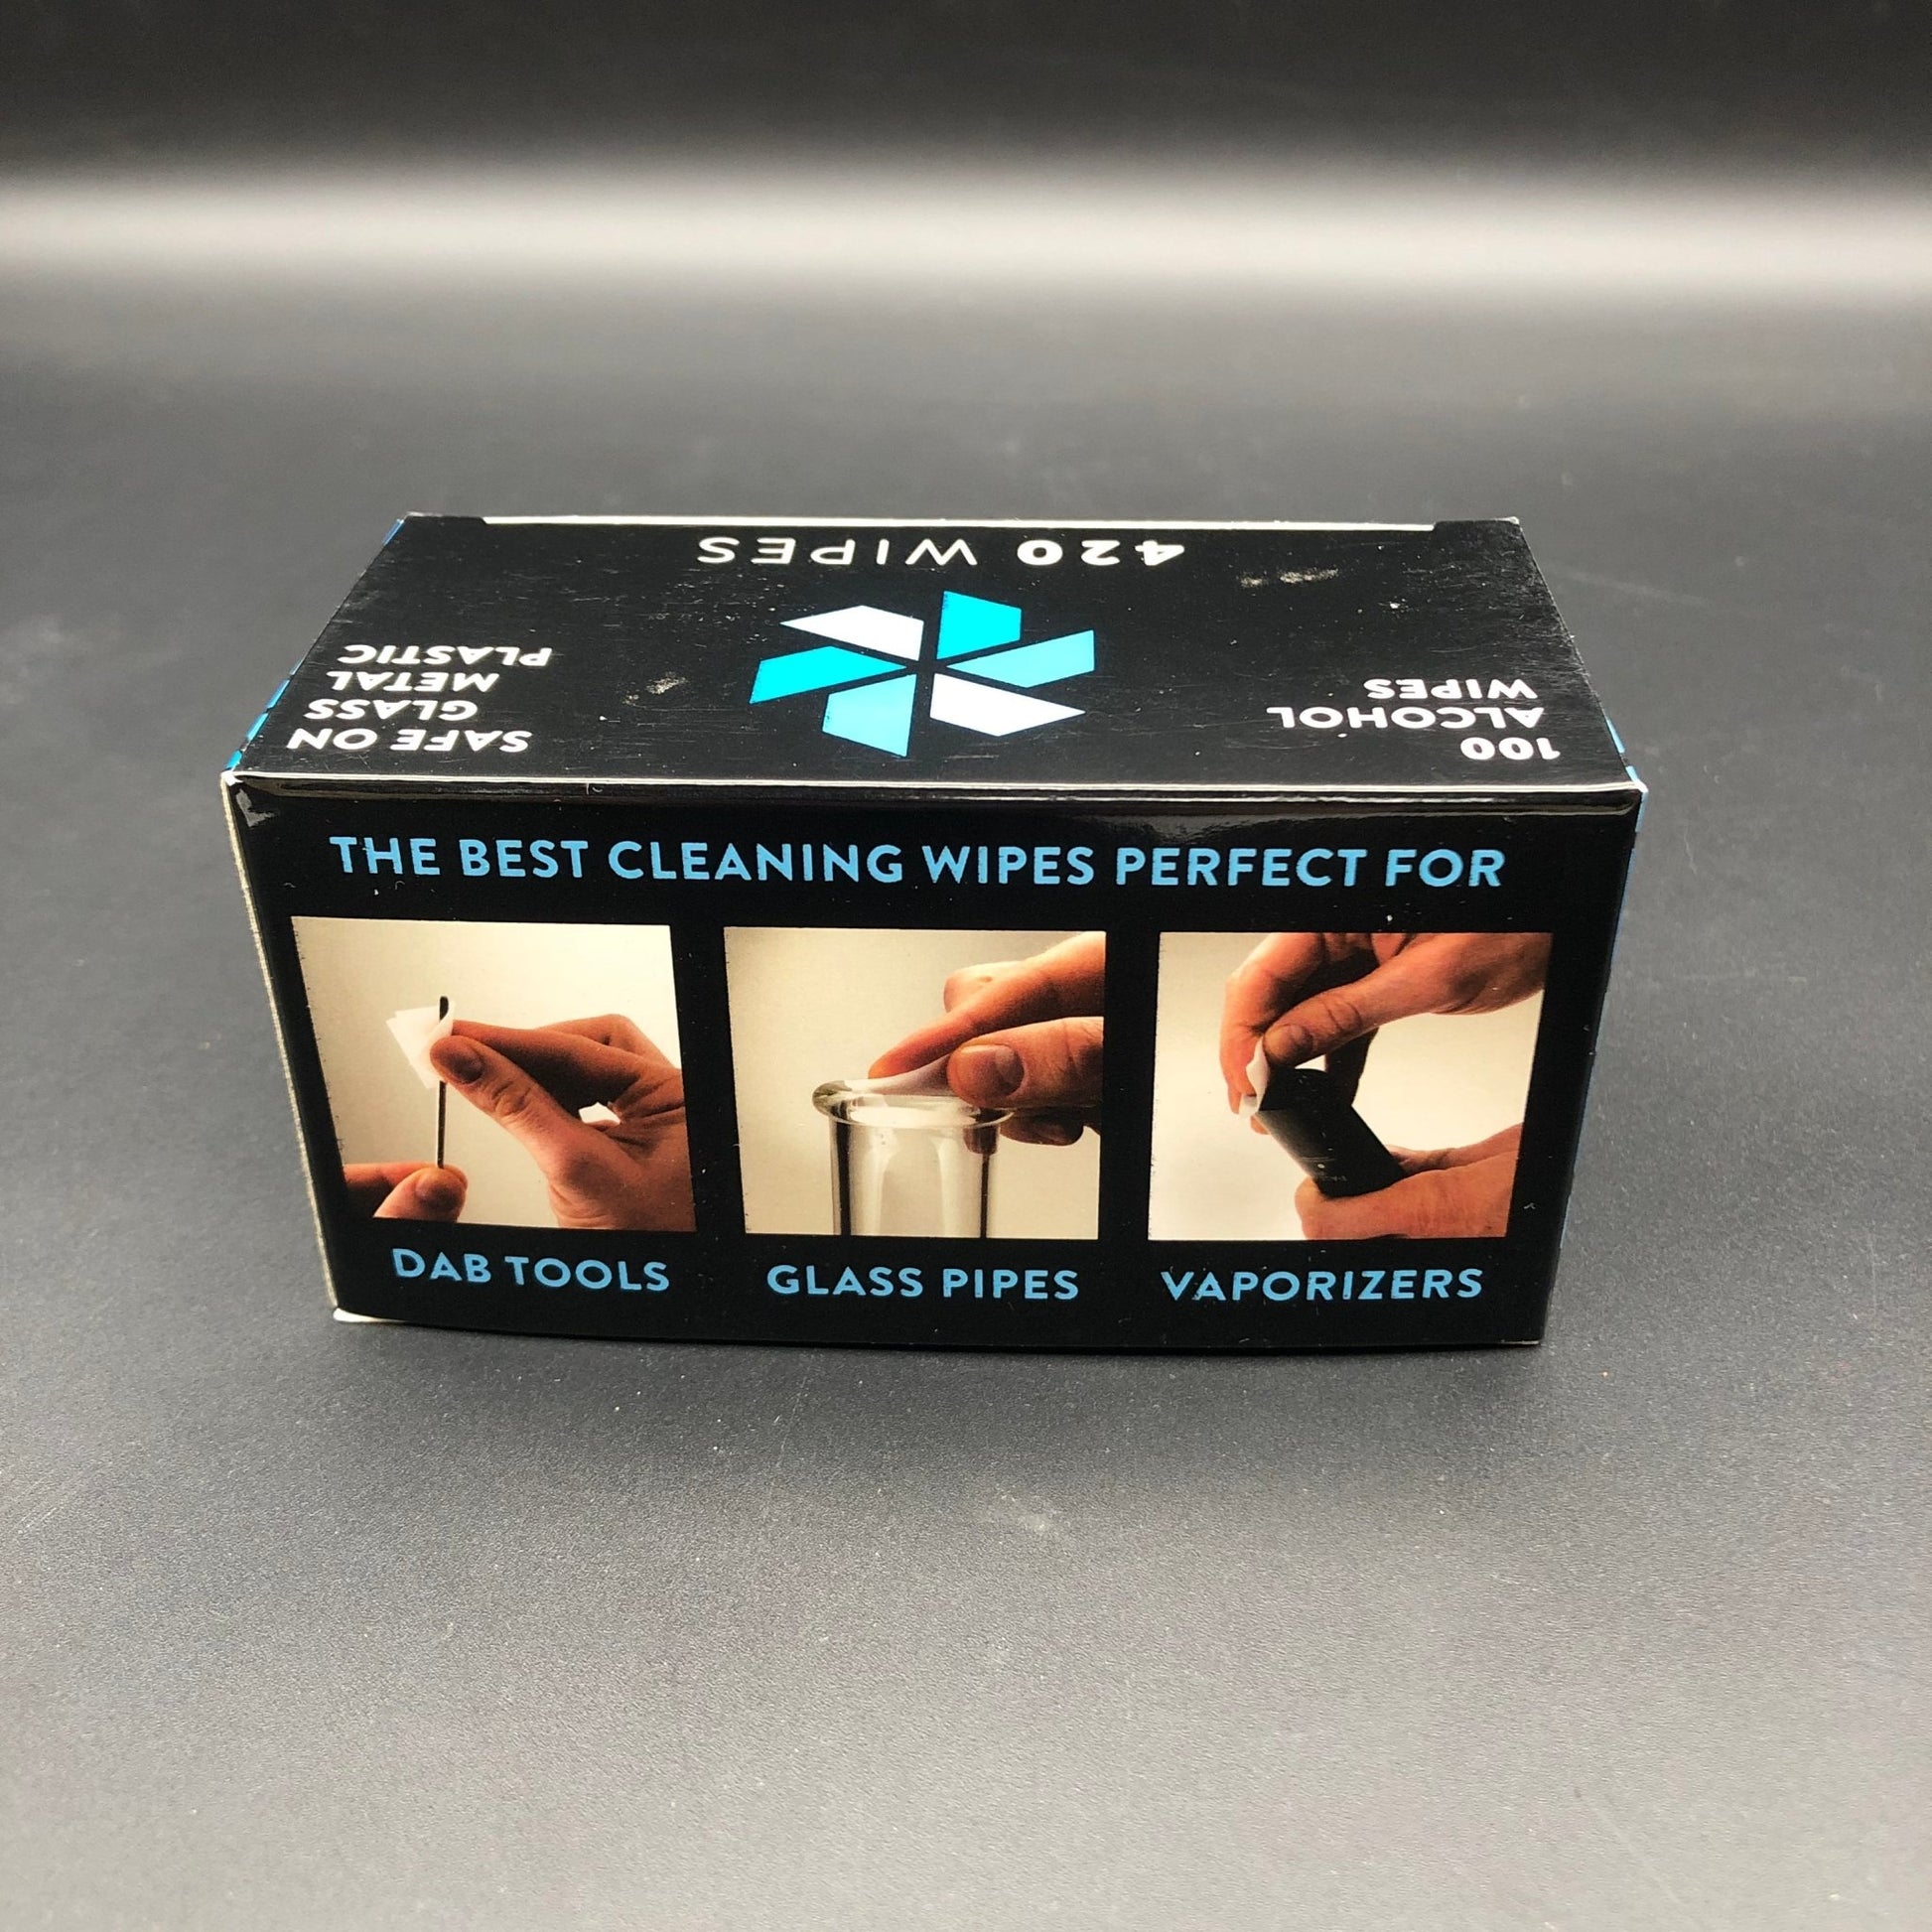 420 WIPES
100
ALCOHOL
WIPES
SAFE ON
GLASS
METAL
PLASTIC
THE BEST CLEANING WIPES PERFECT FOR
DAB TOOLS
GLASS PIPES
VAPORIZERS